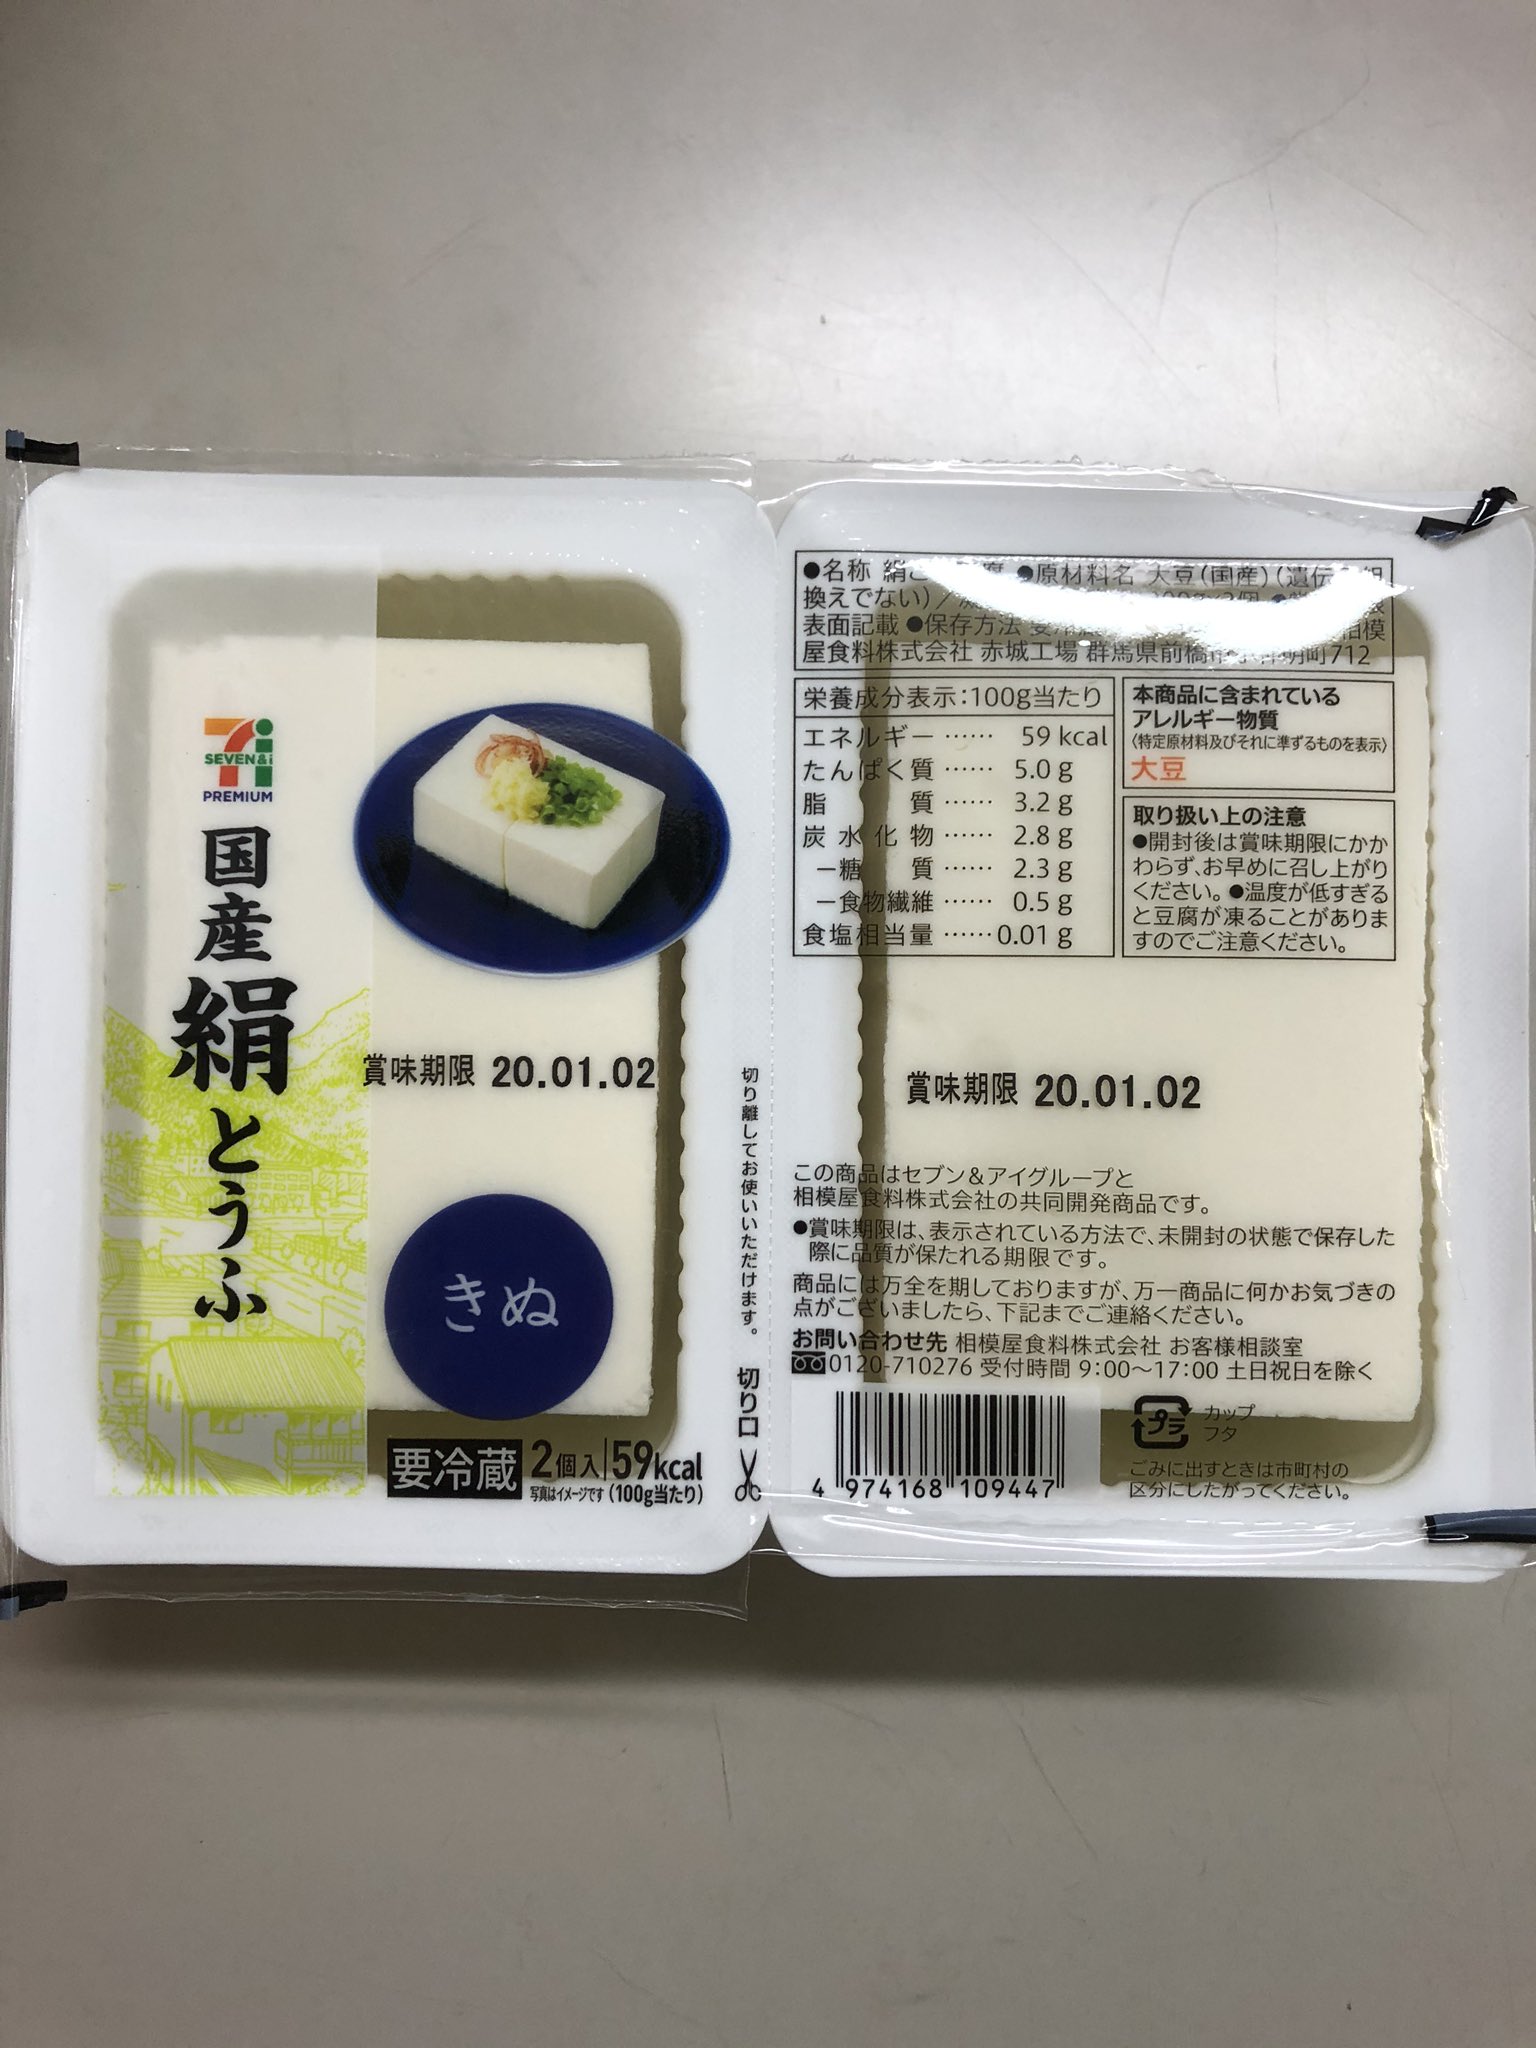 SEVEN&i
PREMIUM
国産
絹
とうふ
賞味期限 20.01.02
きぬ
要冷蔵 2個入 59kcal
写真はイメージです (100g当たり)
切り離してお使いいただけます。 切り口
●名称 絹 ●原材料名 大豆(国産)(遺伝
換えでない)/
表面記載 ●保存方法 相模
屋食料株式会社 赤城工場 群馬県前橋 町712
栄養成分表示:100g当たり
エネルギー …… 59 kcal
たんぱく質 …… 5.0 g
脂質 …… 3.2 g
炭水化物 …… 2.8 g
ー糖質 …… 2.3 g
ー食物繊維 …… 0.5 g
食塩相当量 ……0.01 g
本商品に含まれている
アレルギー物質
〈特定原材料及びそれに準ずるものを表示〉
大豆
取り扱い上の注意
●開封後は賞味期限にかか
わらず、お早めに召し上がり
ください。●温度が低すぎる
と豆腐が凍ることがありま
すのでご注意ください。
賞味期限 20.01.02
この商品はセブン&アイグループと
相模屋食料株式会社の共同開発商品です。
●賞味期限は、表示されている方法で、未開封の状態で保存した
際に品質が保たれる期限です。
商品には万全を期しておりますが、万一商品に何かお気づきの
点がございましたら、下記までご連絡ください。
お問い合わせ先 相模屋食料株式会社 お客様相談室
0120-710276 受付時間 9:00〜17:00 土日祝日を除く
4 974168 109447
プラ カップ
フタ
ごみに出すときは市町村の
区分にしたがってください。